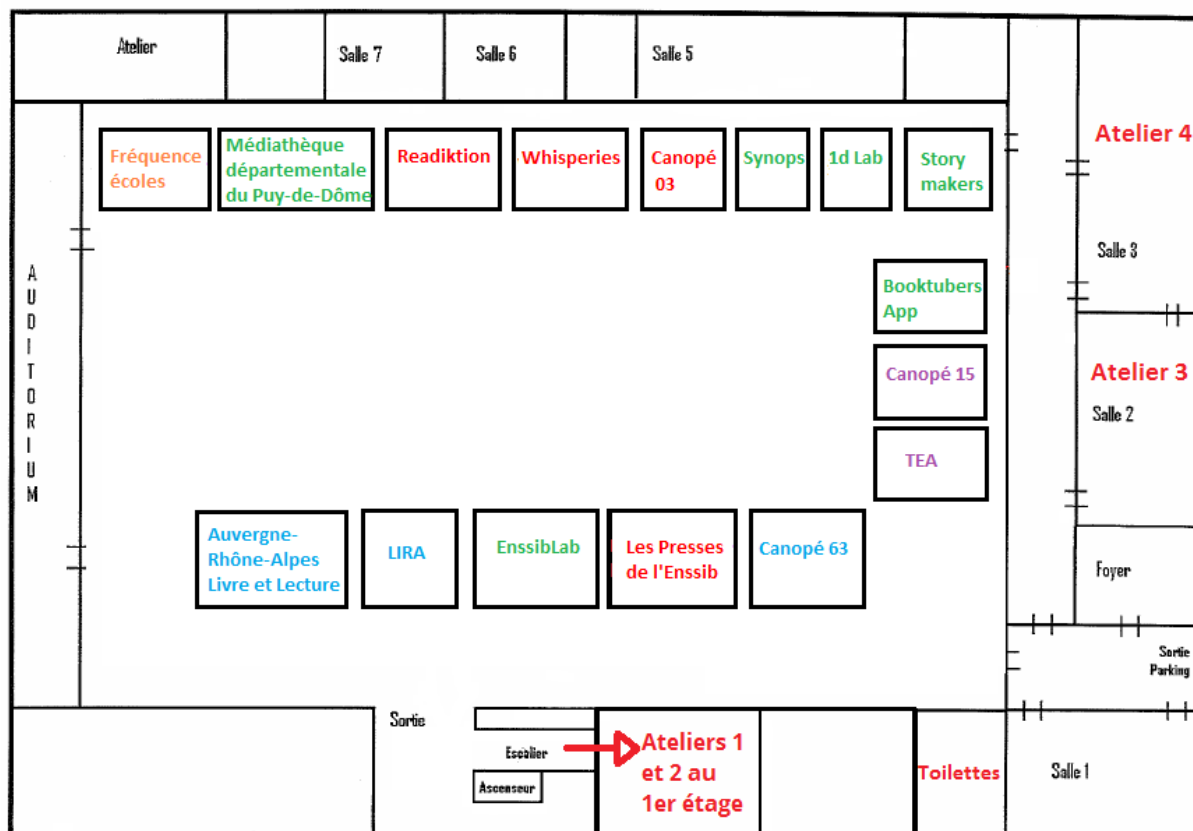 Atelier
Salle 7
Salle 6
Salle 5
Atelier 4
Fréquence
écoles
Médiathèque
départementale
du Puy-de-Dôme
Readiktion
Whisperies
Canopé
03
Synops
1d Lab
Story
makers
Salle 3
AUDITORIUM
Booktubers
App
Canopé 15
Atelier 3
Salle 2
TEA
Auvergne-
Rhône-Alpes
Livre et Lecture
LIRA
EnssibLab
Les Presses
de l'Enssib
Canopé 63
Foyer
Sortie
Parking
Sortie
Escalier
Ascenseur
Ateliers 1
et 2 au
1er étage
Toilettes
Salle 1